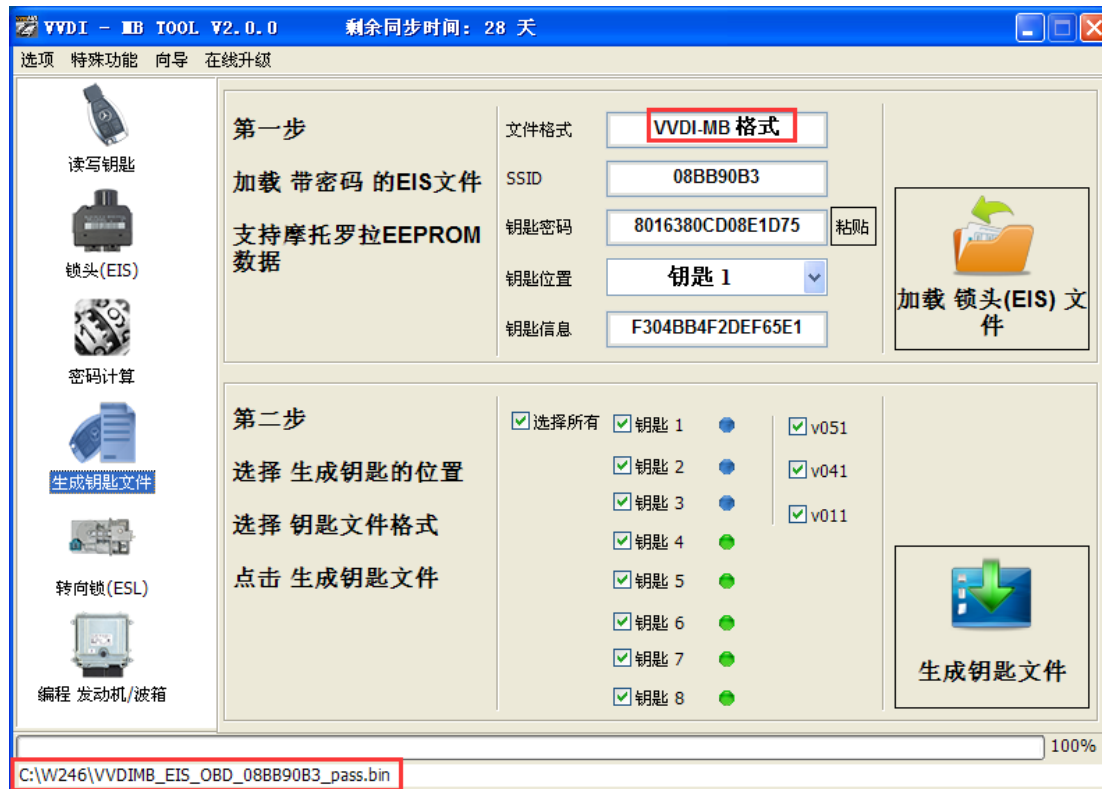 VVDI - MB TOOL V2.0.0 剩余同步时间: 28 天
选项 特殊功能 向导 在线升级
读写钥匙
锁头(EIS)
密码计算
生成钥匙文件
转向锁(ESL)
编程 发动机/波箱
第一步
加载 带密码 的EIS文件
支持摩托罗拉EEPROM
数据
文件格式 VVDI-MB 格式
SSID 08BB90B3
钥匙密码 8016380CD08E1D75 粘贴
钥匙位置 钥匙 1
钥匙信息 F304BB4F2DEF65E1
加载 锁头(EIS) 文
件
第二步
选择 生成钥匙的位置
选择 钥匙文件格式
点击 生成钥匙文件
选择所有 钥匙 1 v051
钥匙 2 v041
钥匙 3 v011
钥匙 4
钥匙 5
钥匙 6
钥匙 7
钥匙 8
生成钥匙文件
100%
C:\W246\VVDIMB_EIS_OBD_08BB90B3_pass.bin